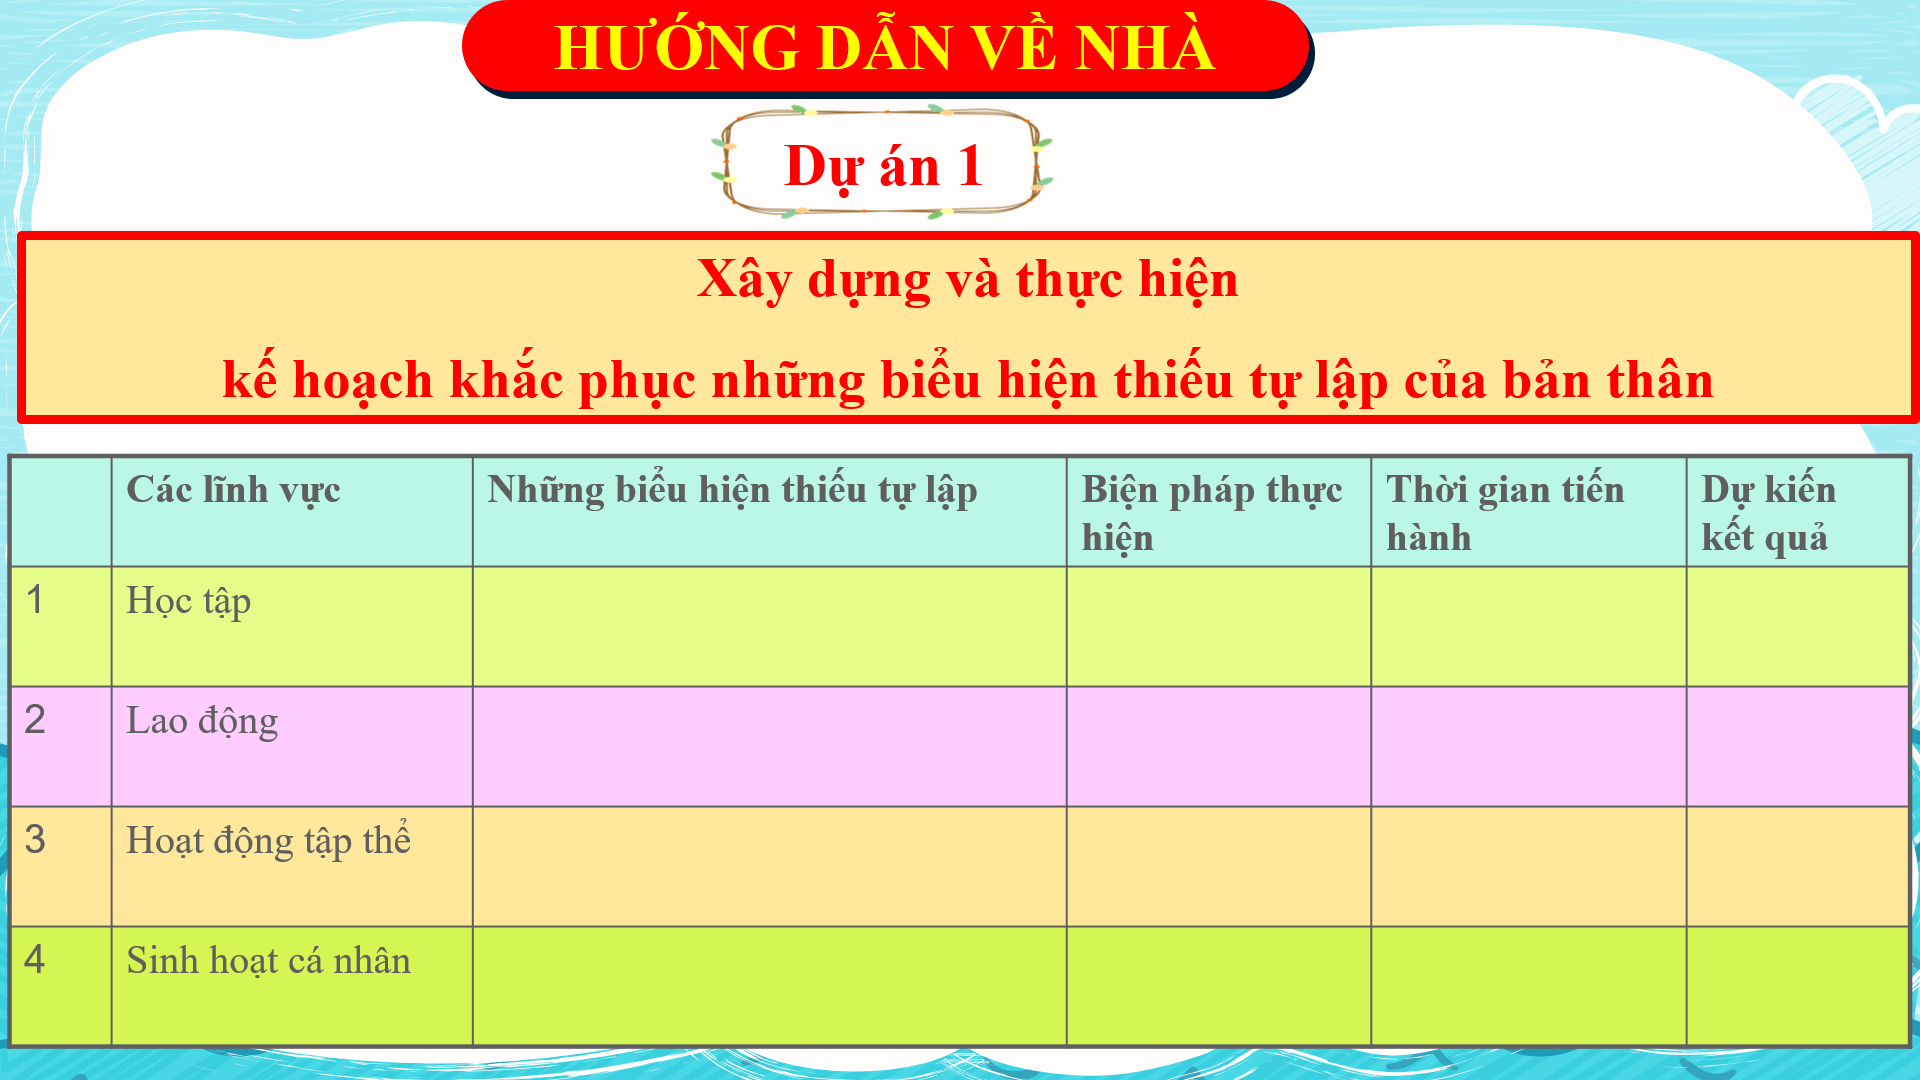 HƯỚNG DẪN VỀ NHÀ
Dự án 1
Xây dựng và thực hiện
kế hoạch khắc phục những biểu hiện thiếu tự lập của bản thân
Các lĩnh vực
Những biểu hiện thiếu tự lập
Biện pháp thực
hiện
Thời gian tiến
hành
Dự kiến
kết quả
1
Học tập
2
Lao động
3
Hoạt động tập thể
4
Sinh hoạt cá nhân